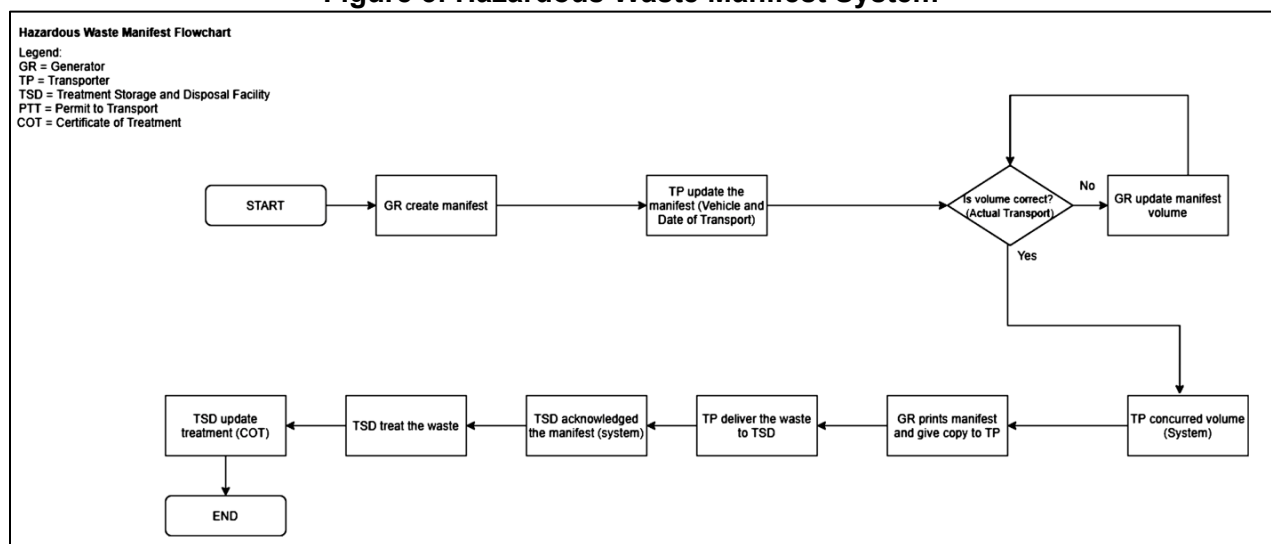 Figure 3. Hazardous Waste Manifest System
Hazardous Waste Manifest Flowchart
Legend:
GR = Generator
TP = Transporter
TSD = Treatment Storage and Disposal Facility
PTT = Permit to Transport
COT = Certificate of Treatment
START
GR create manifest
TP update the
manifest (Vehicle and
Date of Transport)
Is volume correct?
(Actual Transport)
No
GR update manifest
volume
Yes
TP concurred volume
(System)
GR prints manifest
and give copy to TP
TP deliver the waste
to TSD
TSD acknowledged
the manifest (system)
TSD treat the waste
TSD update
treatment (COT)
END